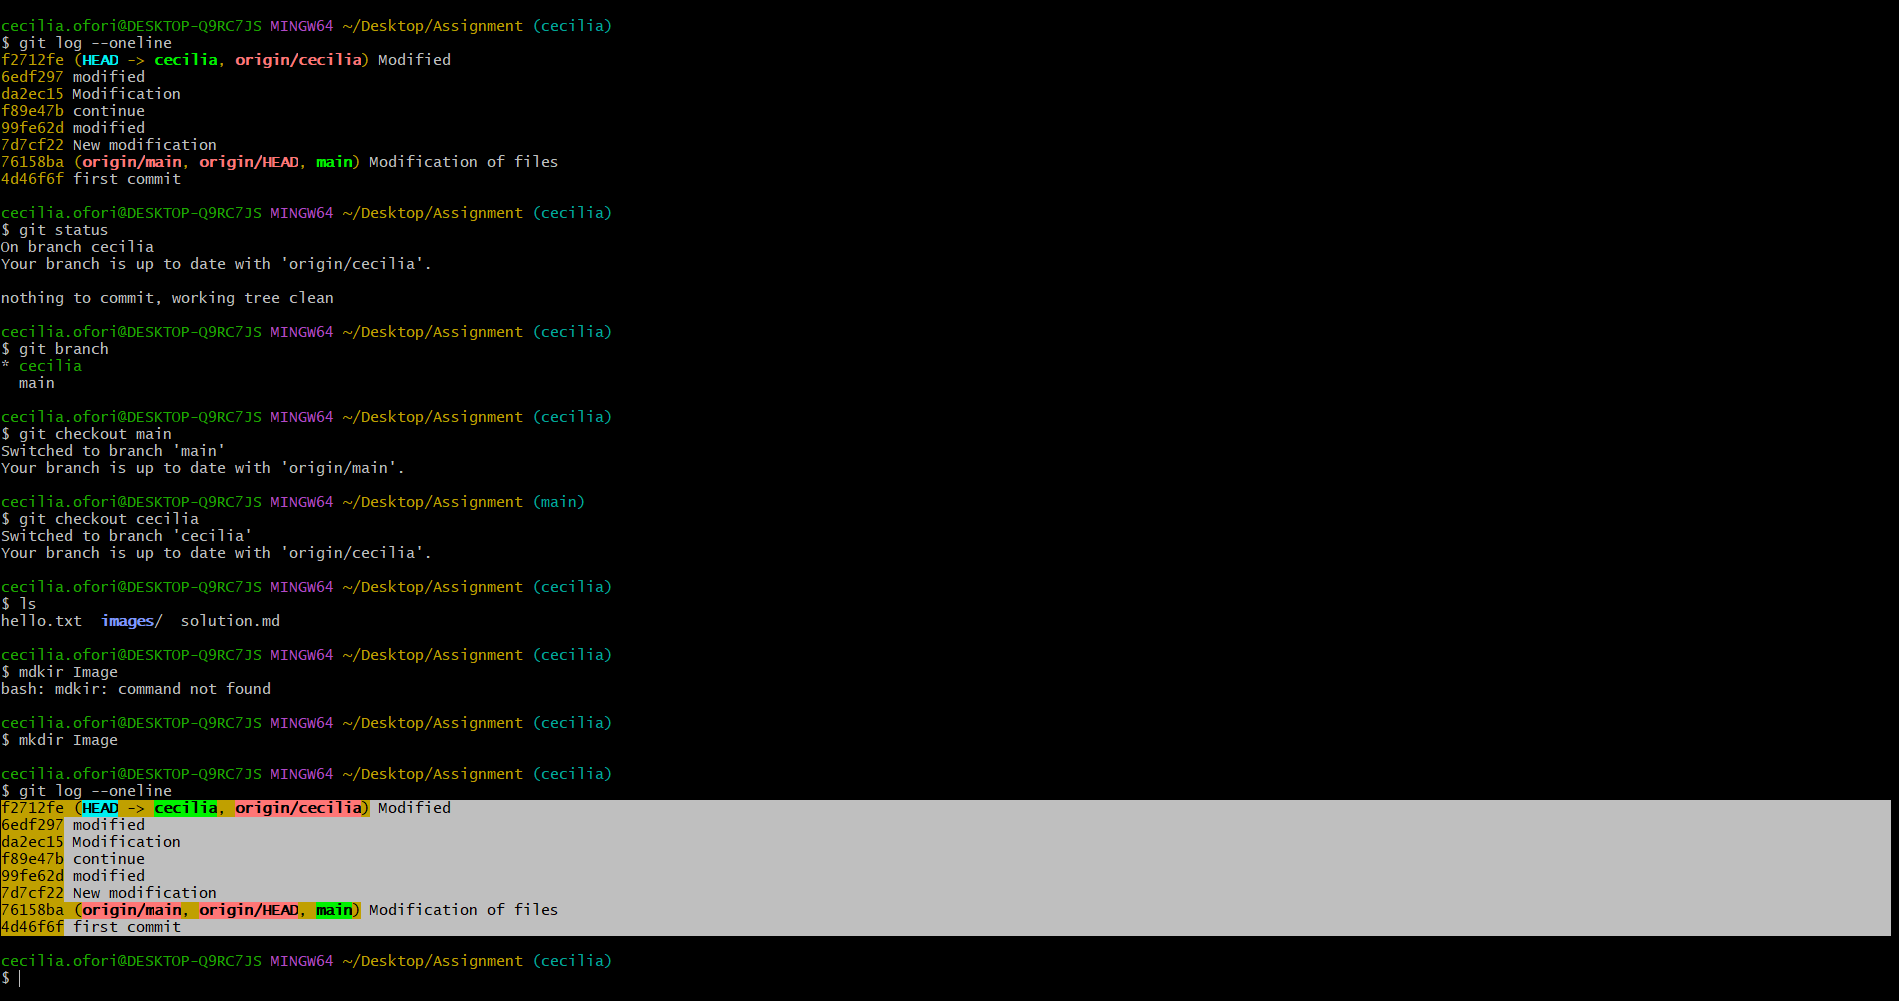 cecilia.ofori@DESKTOP-Q9RC7JS MINGW64 ~/Desktop/Assignment (cecilia)
$ git log --oneline
f2712fe (HEAD -> cecilia, origin/cecilia) Modified
6edf297 modified
da2ec15 Modification
f89e47b continue
99fe62d modified
7d7cf22 New modification
76158ba (origin/main, origin/HEAD, main) Modification of files
4d46f6f first commit
cecilia.ofori@DESKTOP-Q9RC7JS MINGW64 ~/Desktop/Assignment (cecilia)
$ git status
On branch cecilia
Your branch is up to date with 'origin/cecilia'.
nothing to commit, working tree clean
cecilia.ofori@DESKTOP-Q9RC7JS MINGW64 ~/Desktop/Assignment (cecilia)
$ git branch
* cecilia
  main
cecilia.ofori@DESKTOP-Q9RC7JS MINGW64 ~/Desktop/Assignment (cecilia)
$ git checkout main
Switched to branch 'main'
Your branch is up to date with 'origin/main'.
cecilia.ofori@DESKTOP-Q9RC7JS MINGW64 ~/Desktop/Assignment (main)
$ git checkout cecilia
Switched to branch 'cecilia'
Your branch is up to date with 'origin/cecilia'.
cecilia.ofori@DESKTOP-Q9RC7JS MINGW64 ~/Desktop/Assignment (cecilia)
$ ls
hello.txt  images/  solution.md
cecilia.ofori@DESKTOP-Q9RC7JS MINGW64 ~/Desktop/Assignment (cecilia)
$ mdkir Image
bash: mdkir: command not found
cecilia.ofori@DESKTOP-Q9RC7JS MINGW64 ~/Desktop/Assignment (cecilia)
$ mkdir Image
cecilia.ofori@DESKTOP-Q9RC7JS MINGW64 ~/Desktop/Assignment (cecilia)
$ git log --oneline
f2712fe (HEAD -> cecilia, origin/cecilia) Modified
6edf297 modified
da2ec15 Modification
f89e47b continue
99fe62d modified
7d7cf22 New modification
76158ba (origin/main, origin/HEAD, main) Modification of files
4d46f6f first commit
cecilia.ofori@DESKTOP-Q9RC7JS MINGW64 ~/Desktop/Assignment (cecilia)
$